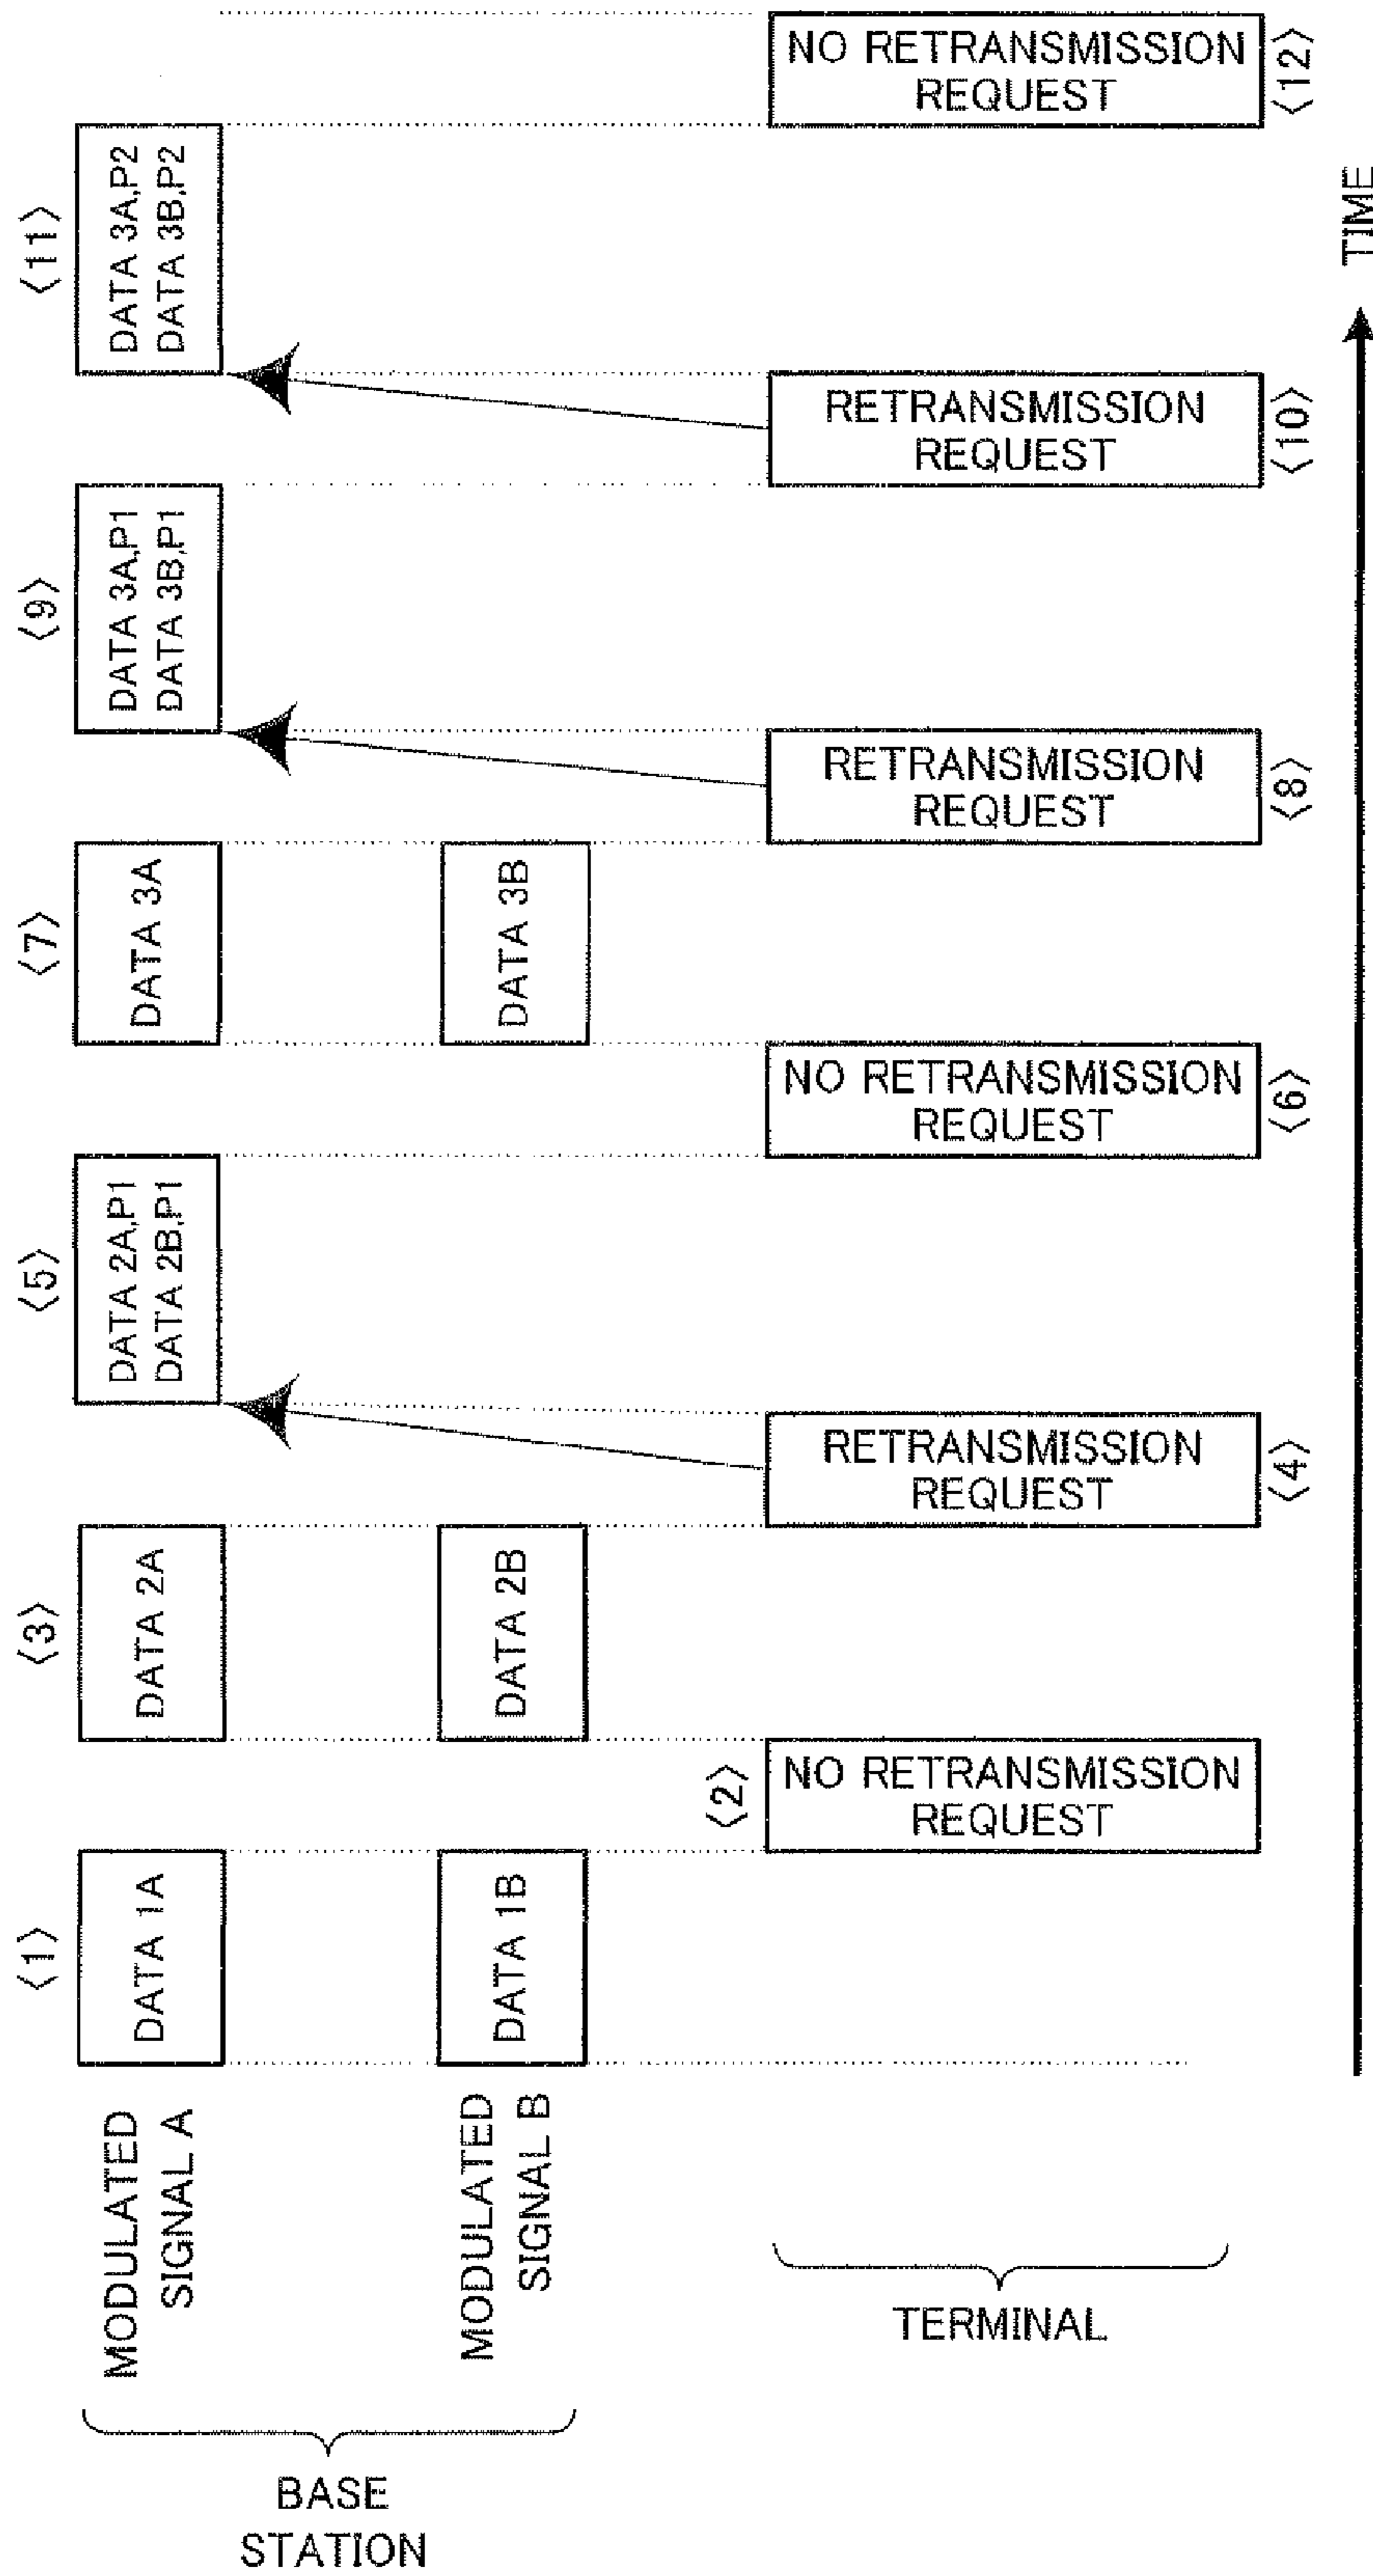 BASE
STATION
MODULATED
SIGNAL A
MODULATED
SIGNAL B
TERMINAL
〈1〉
DATA 1A
DATA 1B
〈2〉
NO RETRANSMISSION
REQUEST
〈3〉
DATA 2A
DATA 2B
RETRANSMISSION
REQUEST
〈4〉
〈5〉
DATA 2A,P1
DATA 2B,P1
NO RETRANSMISSION
REQUEST
〈6〉
〈7〉
DATA 3A
DATA 3B
RETRANSMISSION
REQUEST
〈8〉
〈9〉
DATA 3A,P1
DATA 3B,P1
RETRANSMISSION
REQUEST
〈10〉
〈11〉
DATA 3A,P2
DATA 3B,P2
NO RETRANSMISSION
REQUEST
〈12〉
TIME